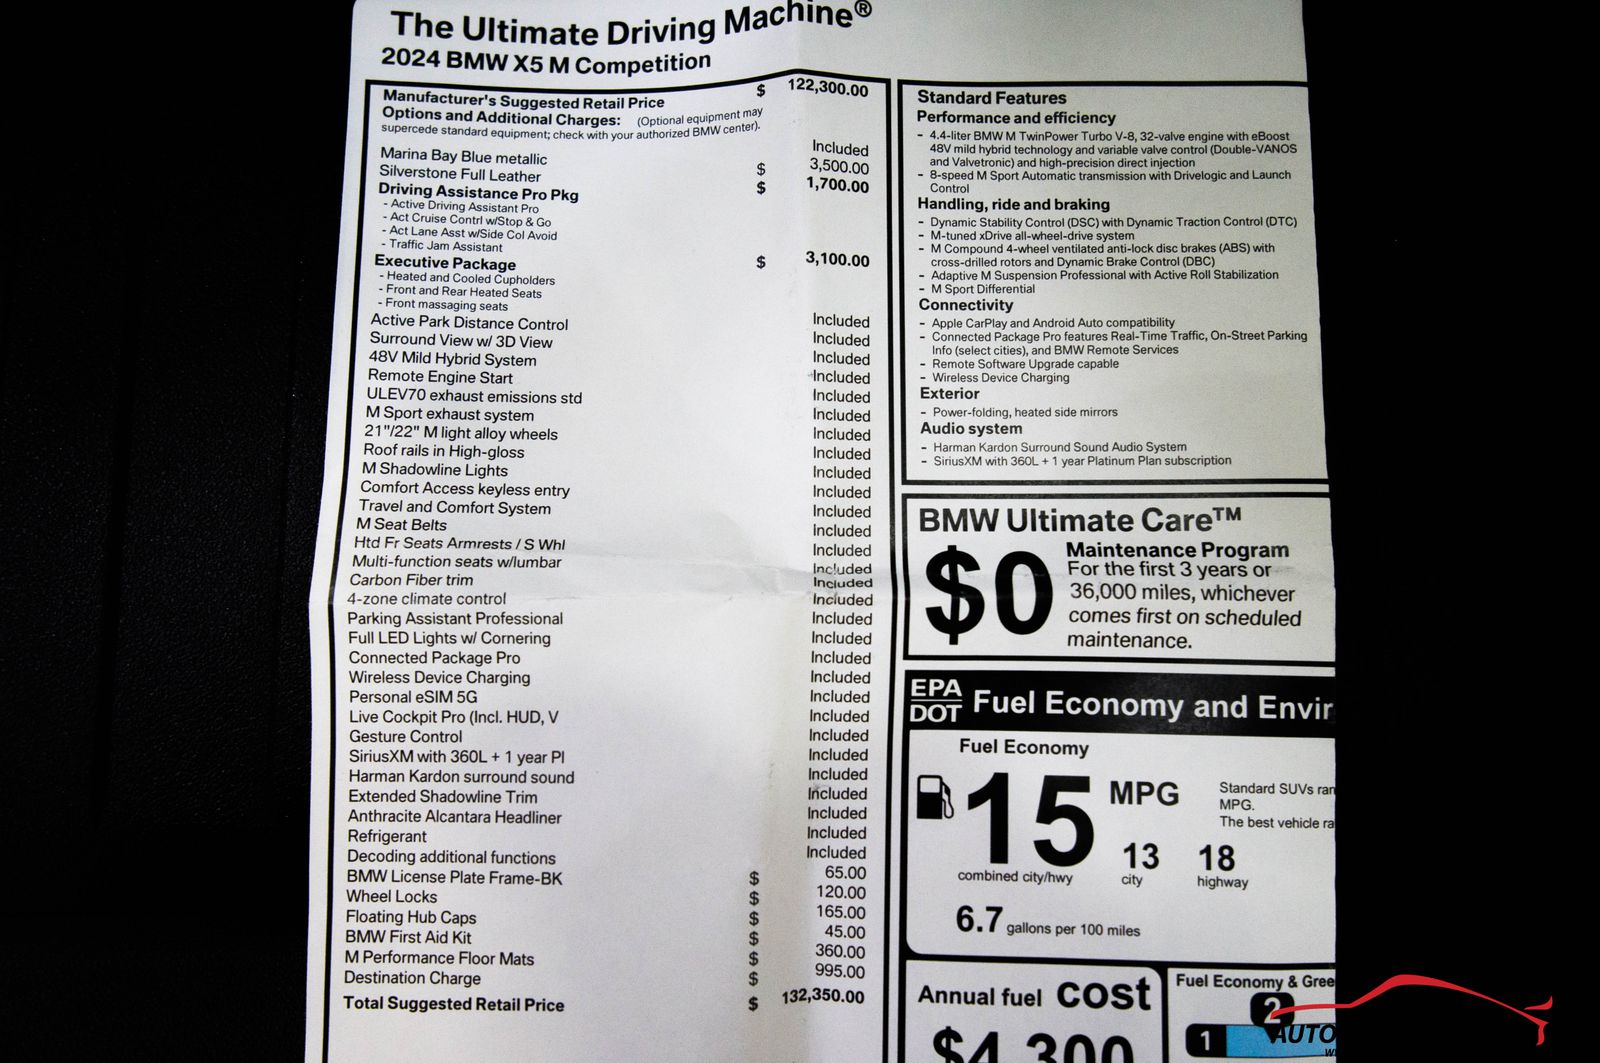 The Ultimate Driving Machine®
2024 BMW X5 M Competition
Manufacturer's Suggested Retail Price $ 122,300.00
Options and Additional Charges: (Optional equipment may
supercede standard equipment; check with your authorized BMW center).
Marina Bay Blue metallic Included
Silverstone Full Leather $ 3,500.00
Driving Assistance Pro Pkg $ 1,700.00
- Active Driving Assistant Pro
- Act Cruise Contrl w/Stop & Go
- Act Lane Asst w/Side Col Avoid
- Traffic Jam Assistant
Executive Package $ 3,100.00
- Heated and Cooled Cupholders
- Front and Rear Heated Seats
- Front massaging seats
Active Park Distance Control Included
Surround View w/ 3D View Included
48V Mild Hybrid System Included
Remote Engine Start Included
ULEV70 exhaust emissions std Included
M Sport exhaust system Included
21"/22" M light alloy wheels Included
Roof rails in High-gloss Included
M Shadowline Lights Included
Comfort Access keyless entry Included
Travel and Comfort System Included
M Seat Belts Included
Htd Fr Seats Armrests / S Whl Included
Multi-function seats w/lumbar Included
Carbon Fiber trim Included
4-zone climate control Included
Parking Assistant Professional Included
Full LED Lights w/ Cornering Included
Connected Package Pro Included
Wireless Device Charging Included
Personal eSIM 5G Included
Live Cockpit Pro (Incl. HUD, V Included
Gesture Control Included
SiriusXM with 360L + 1 year Pl Included
Harman Kardon surround sound Included
Extended Shadowline Trim Included
Anthracite Alcantara Headliner Included
Refrigerant Included
Decoding additional functions Included
BMW License Plate Frame-BK $ 65.00
Wheel Locks $ 120.00
Floating Hub Caps $ 165.00
BMW First Aid Kit $ 45.00
M Performance Floor Mats $ 360.00
Destination Charge $ 995.00
Total Suggested Retail Price $ 132,350.00
Standard Features
Performance and efficiency
- 4.4-liter BMW M TwinPower Turbo V-8, 32-valve engine with eBoost
48V mild hybrid technology and variable valve control (Double-VANOS
and Valvetronic) and high-precision direct injection
- 8-speed M Sport Automatic transmission with Drivelogic and Launch
Control
Handling, ride and braking
- Dynamic Stability Control (DSC) with Dynamic Traction Control (DTC)
- M-tuned xDrive all-wheel-drive system
- M Compound 4-wheel ventilated anti-lock disc brakes (ABS) with
cross-drilled rotors and Dynamic Brake Control (DBC)
- Adaptive M Suspension Professional with Active Roll Stabilization
- M Sport Differential
Connectivity
- Apple CarPlay and Android Auto compatibility
- Connected Package Pro features Real-Time Traffic, On-Street Parking
Info (select cities), and BMW Remote Services
- Remote Software Upgrade capable
- Wireless Device Charging
Exterior
- Power-folding, heated side mirrors
Audio system
- Harman Kardon Surround Sound Audio System
- SiriusXM with 360L + 1 year Platinum Plan subscription
BMW Ultimate Care™
$0
Maintenance Program
For the first 3 years or
36,000 miles, whichever
comes first on scheduled
maintenance.
EPA
DOT
Fuel Economy and Envir
Fuel Economy
15 MPG
combined city/hwy
13
city
18
highway
Standard SUVs ran
MPG.
The best vehicle ra
6.7 gallons per 100 miles
Annual fuel cost
$4,300
Fuel Economy & Gree
2
1
AUTO